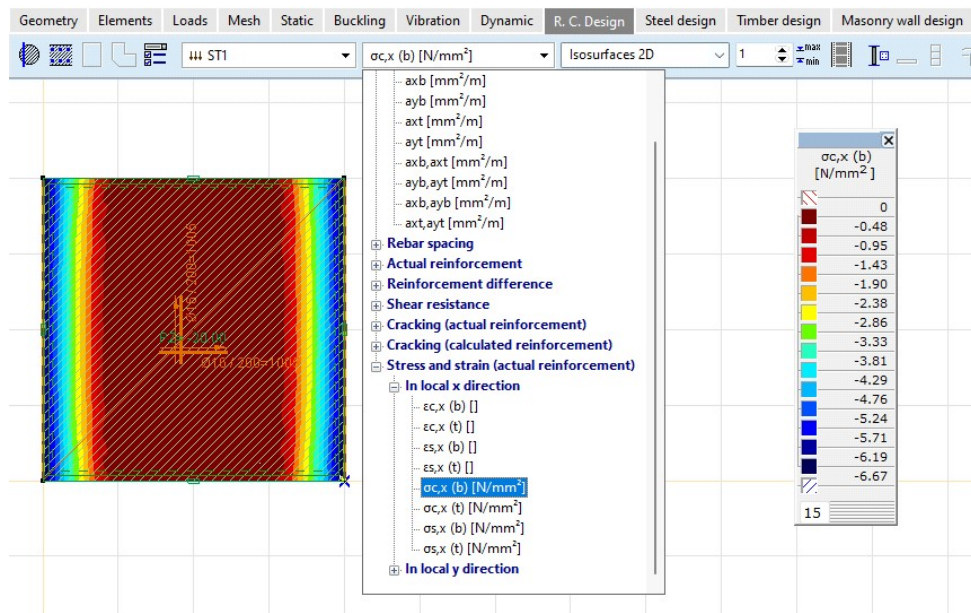 Geometry Elements Loads Mesh Static Buckling Vibration Dynamic R. C. Design Steel design Timber design Masonry wall design
ST1 σc,x (b) [N/mm²] Isosurfaces 2D 1 max min
axb [mm²/m]
ayb [mm²/m]
axt [mm²/m]
ayt [mm²/m]
axb,axt [mm²/m]
ayb,ayt [mm²/m]
axb,ayb [mm²/m]
axt,ayt [mm²/m]
Rebar spacing
Actual reinforcement
Reinforcement difference
Shear resistance
Cracking (actual reinforcement)
Cracking (calculated reinforcement)
Stress and strain (actual reinforcement)
In local x direction
εc,x (b) []
εc,x (t) []
εs,x (b) []
εs,x (t) []
σc,x (b) [N/mm²]
σc,x (t) [N/mm²]
σs,x (b) [N/mm²]
σs,x (t) [N/mm²]
In local y direction
σc,x (b)
[N/mm²]
0
-0.48
-0.95
-1.43
-1.90
-2.38
-2.86
-3.33
-3.81
-4.29
-4.76
-5.24
-5.71
-6.19
-6.67
15